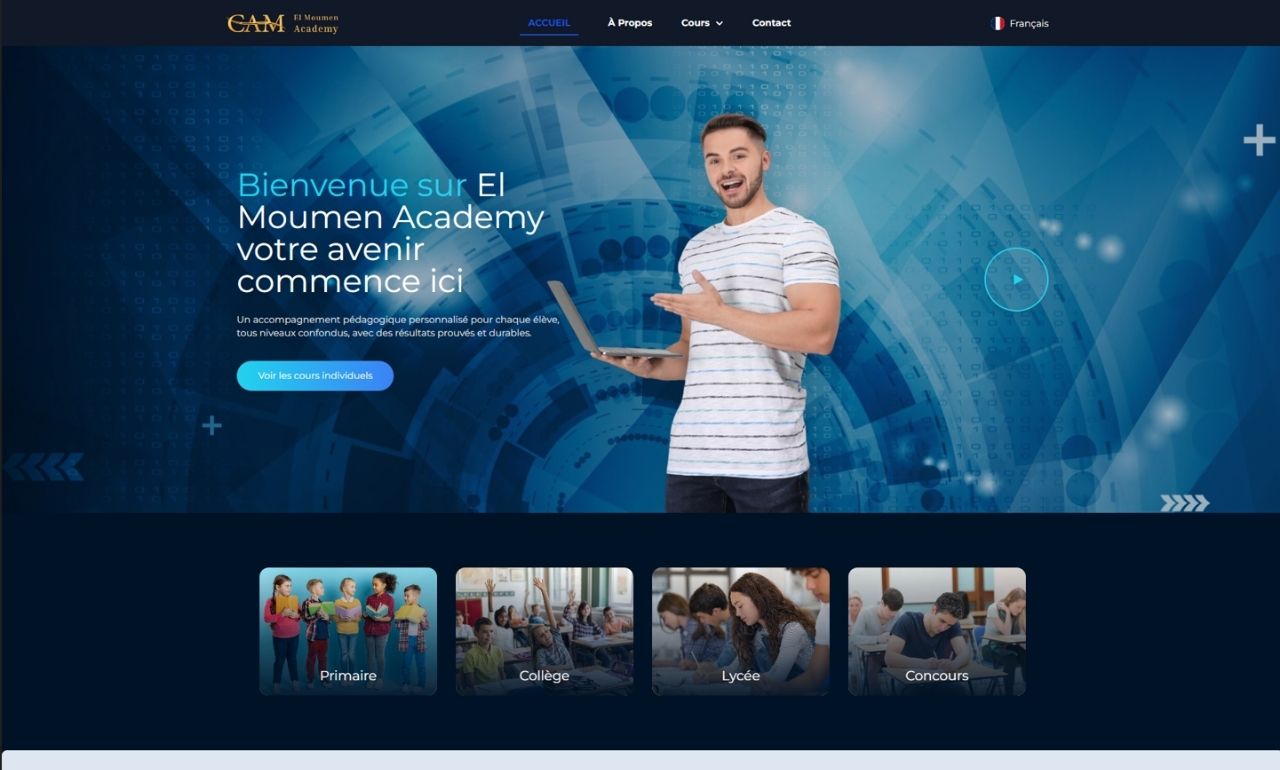 CAM El Moumen
Academy
ACCUEIL
À Propos
Cours
Contact
Français
Bienvenue sur El
Moumen Academy
votre avenir
commence ici
Un accompagnement pédagogique personnalisé pour chaque élève,
tous niveaux confondus, avec des résultats prouvés et durables.
Voir les cours individuels
Primaire
Collège
Lycée
Concours